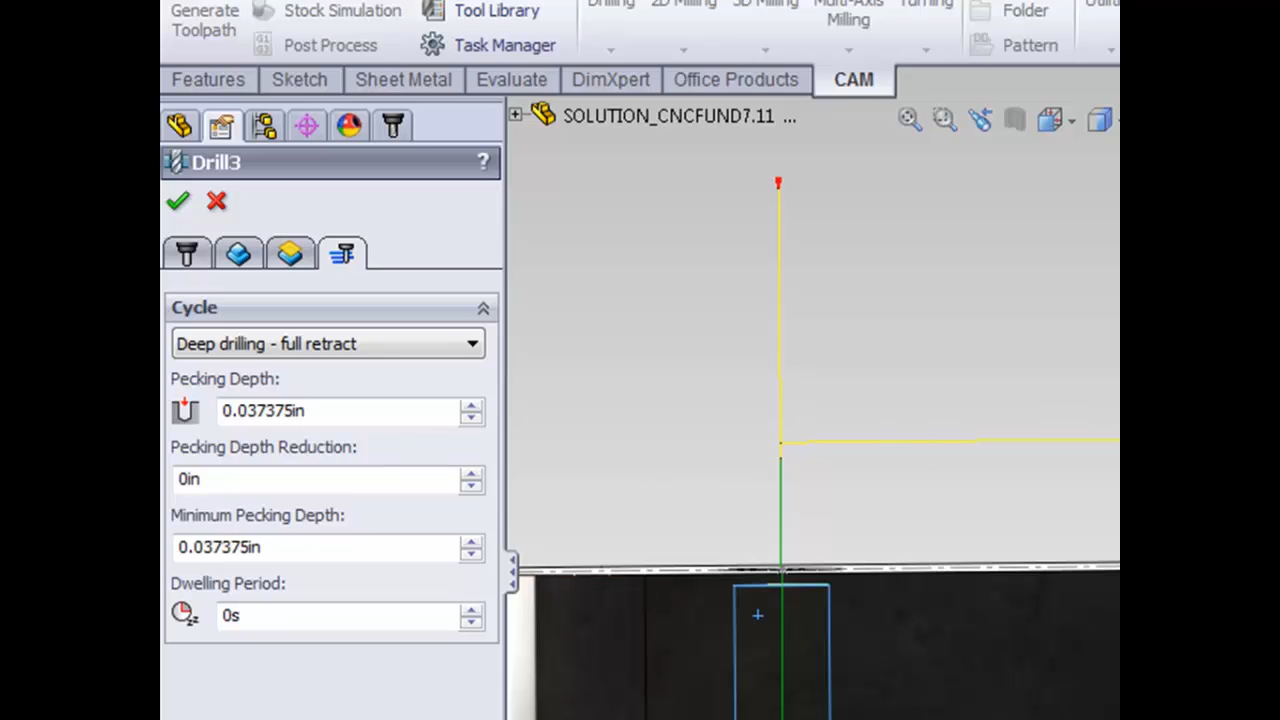 Generate
Toolpath
Stock Simulation
Post Process
Tool Library
Task Manager
Drilling
2D Milling
3D Milling
Multi-Axis
Milling
Turning
Folder
Pattern
Features
Sketch
Sheet Metal
Evaluate
DimXpert
Office Products
CAM
SOLUTION_CNCFUND7.11 ...
Drill3
?
Cycle
Deep drilling - full retract
Pecking Depth:
0.037375in
Pecking Depth Reduction:
0in
Minimum Pecking Depth:
0.037375in
Dwelling Period:
0s